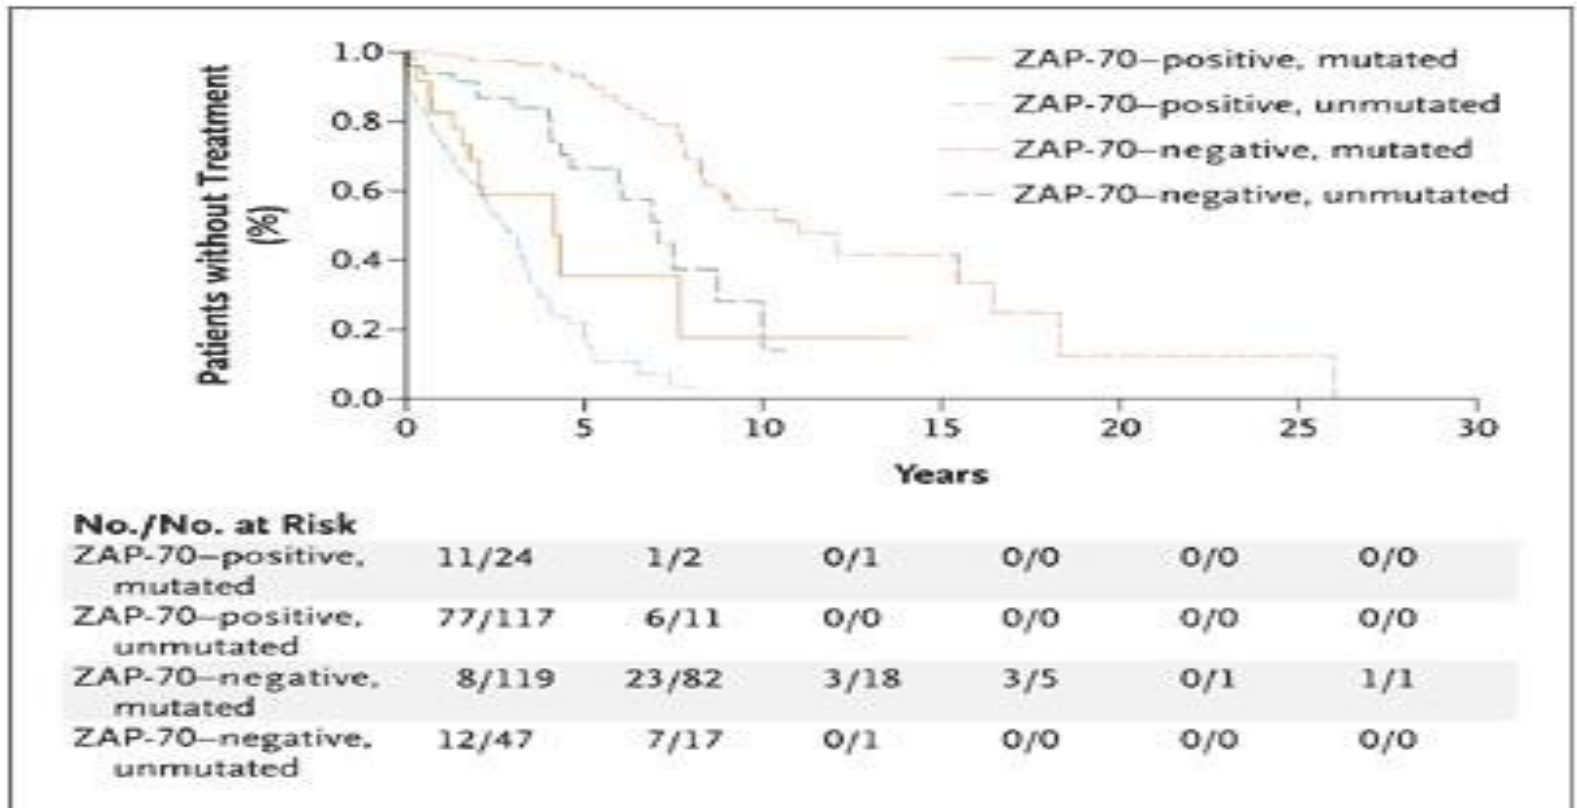 1.0
0.8
0.6
0.4
0.2
0.0
Patients without Treatment
(%)
ZAP-70–positive, mutated
ZAP-70–positive, unmutated
ZAP-70–negative, mutated
ZAP-70–negative, unmutated
0 5 10 15 20 25 30
Years
No./No. at Risk
ZAP-70–positive, 11/24 1/2 0/1 0/0 0/0 0/0
mutated
ZAP-70–positive, 77/117 6/11 0/0 0/0 0/0 0/0
unmutated
ZAP-70–negative, 8/119 23/82 3/18 3/5 0/1 1/1
mutated
ZAP-70–negative, 12/47 7/17 0/1 0/0 0/0 0/0
unmutated